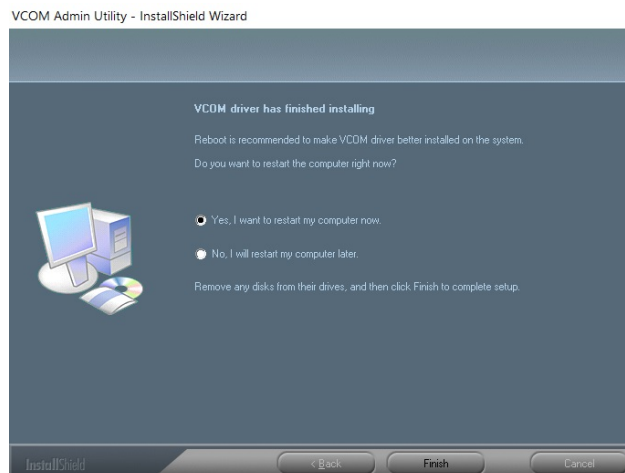 VCOM Admin Utility - InstallShield Wizard
VCOM driver has finished installing
Reboot is recommended to make VCOM driver better installed on the system.
Do you want to restart the computer right now?
Yes, I want to restart my computer now.
No, I will restart my computer later.
Remove any disks from their drives, and then click Finish to complete setup.
InstallShield
< Back
Finish
Cancel